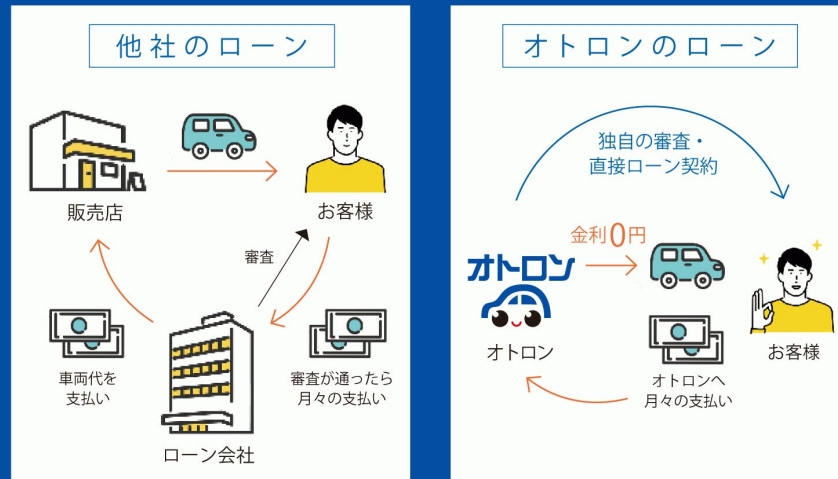 他社のローン
販売店
お客様
審査
車両代を
支払い
審査が通ったら
月々の支払い
ローン会社
オトロンのローン
独自の審査・
直接ローン契約
金利0円
オトロン
オトロン
お客様
オトロンへ
月々の支払い